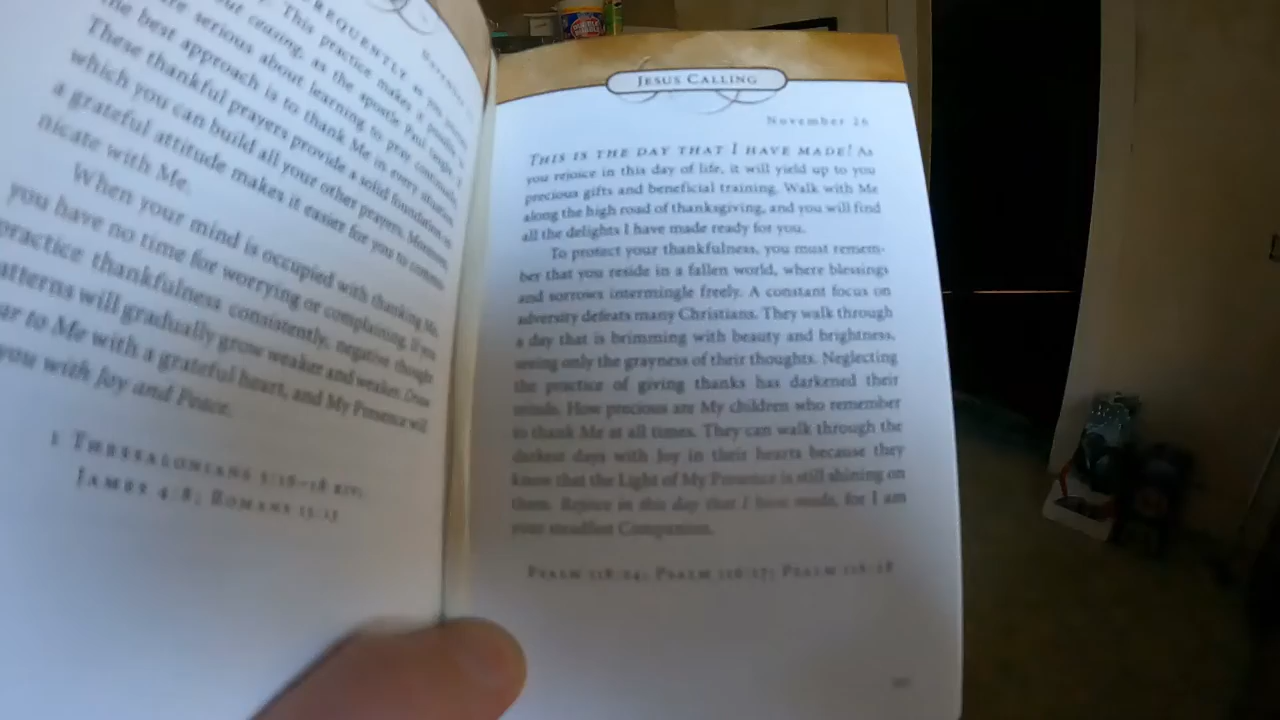 REQUENTLY as you
This practice makes it possible
out ceasing, as the apostle Paul taught.
are serious about learning to pray continually,
the best approach is to thank Me in every situation.
These thankful prayers provide a solid foundation on
which you can build all your other prayers. Moreover,
a grateful attitude makes it easier for you to commu-
nicate with Me.
When your mind is occupied with thanking Me,
you have no time for worrying or complaining. If you
practice thankfulness consistently, negative thought
atterns will gradually grow weaker and weaker. Draw
ar to Me with a grateful heart, and My Presence will
you with Joy and Peace.
1 THESSALONIANS 5:16–18
JAMES 4:8; ROMANS 15:13
JESUS CALLING
November 26
THIS IS THE DAY THAT I HAVE MADE! As
you rejoice in this day of life, it will yield up to you
precious gifts and beneficial training. Walk with Me
along the high road of thanksgiving, and you will find
all the delights I have made ready for you.
To protect your thankfulness, you must remem-
ber that you reside in a fallen world, where blessings
and sorrows intermingle freely. A constant focus on
adversity defeats many Christians. They walk through
a day that is brimming with beauty and brightness,
seeing only the grayness of their thoughts. Neglecting
the practice of giving thanks has darkened their
minds. How precious are My children who remember
to thank Me at all times. They can walk through the
darkest days with Joy in their hearts because they
know that the Light of My Presence is still shining on
them. Rejoice in this day that I have made, for I am
your steadfast Companion.
PSALM 118:24; PSALM 116:17; PSALM